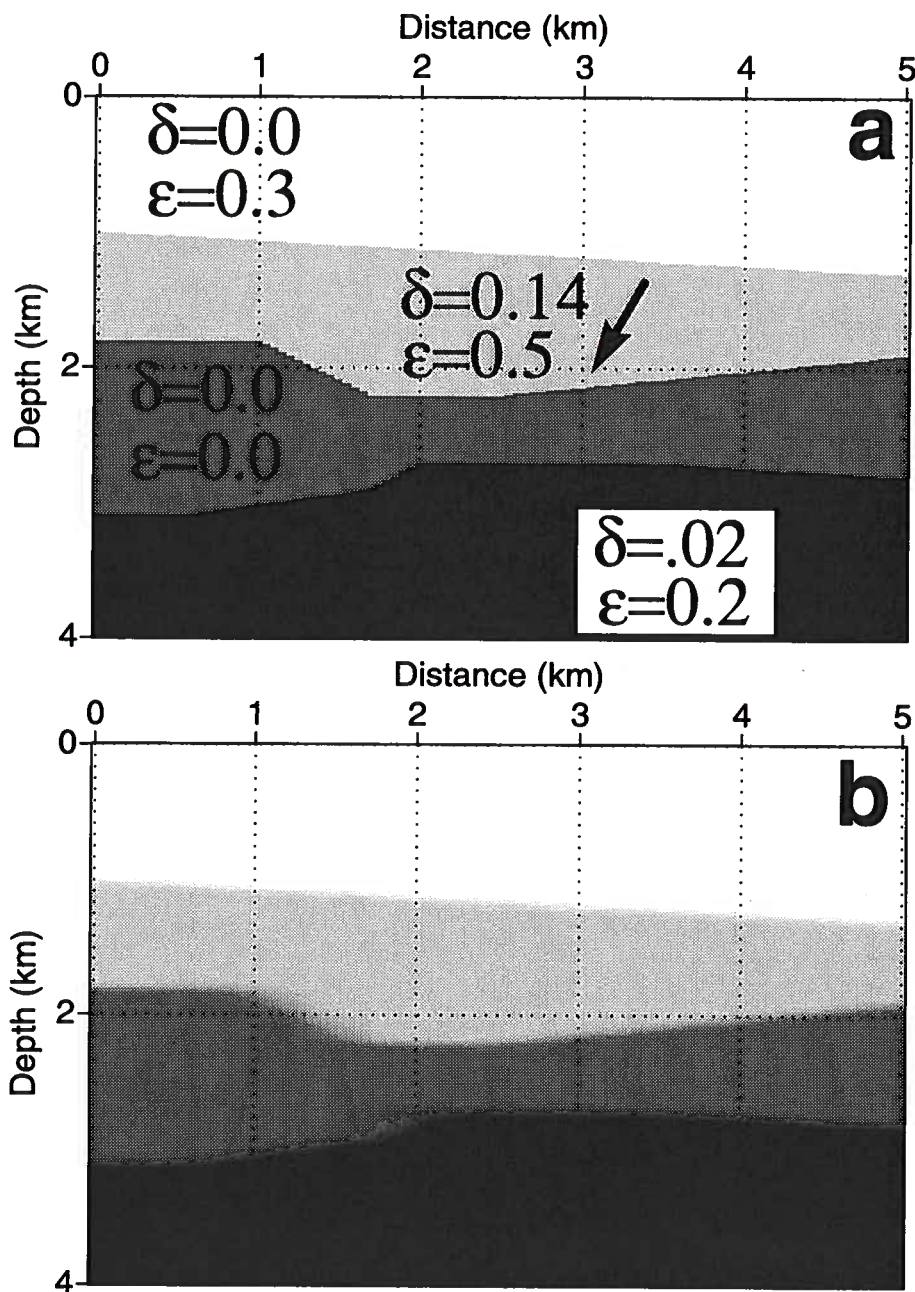 Distance (km)
0 1 2 3 4 5
0
δ=0.0
a
ε=0.3
δ=0.14
ε=0.5
Depth (km)
2
δ=0.0
ε=0.0
δ=.02
ε=0.2
4
Distance (km)
0 1 2 3 4 5
0
b
Depth (km)
2
4